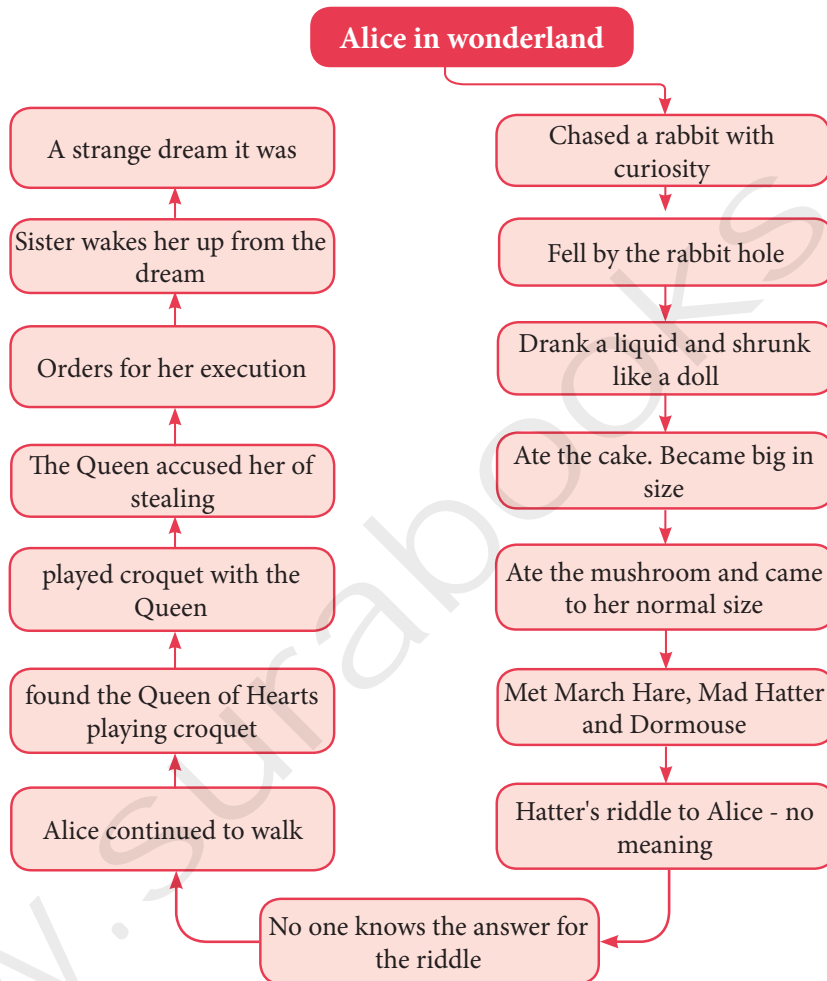 Alice in wonderland
Chased a rabbit with
curiosity
Fell by the rabbit hole
Drank a liquid and shrunk
like a doll
Ate the cake. Became big in
size
Ate the mushroom and came
to her normal size
Met March Hare, Mad Hatter
and Dormouse
Hatter's riddle to Alice - no
meaning
No one knows the answer for
the riddle
Alice continued to walk
found the Queen of Hearts
playing croquet
played croquet with the
Queen
The Queen accused her of
stealing
Orders for her execution
Sister wakes her up from the
dream
A strange dream it was
w.surabooks